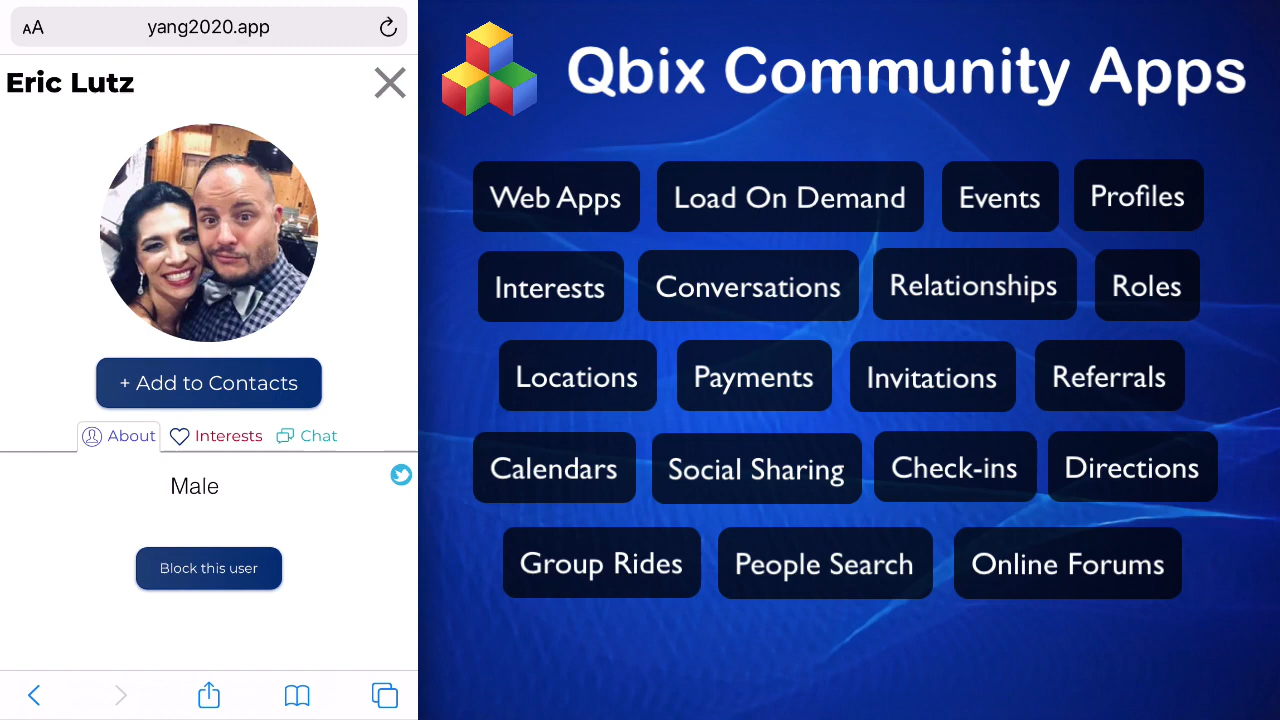 AA
yang2020.app
Eric Lutz
+ Add to Contacts
About
Interests
Chat
Male
Block this user
Qbix Community Apps
Web Apps
Load On Demand
Events
Profiles
Interests
Conversations
Relationships
Roles
Locations
Payments
Invitations
Referrals
Calendars
Social Sharing
Check-ins
Directions
Group Rides
People Search
Online Forums